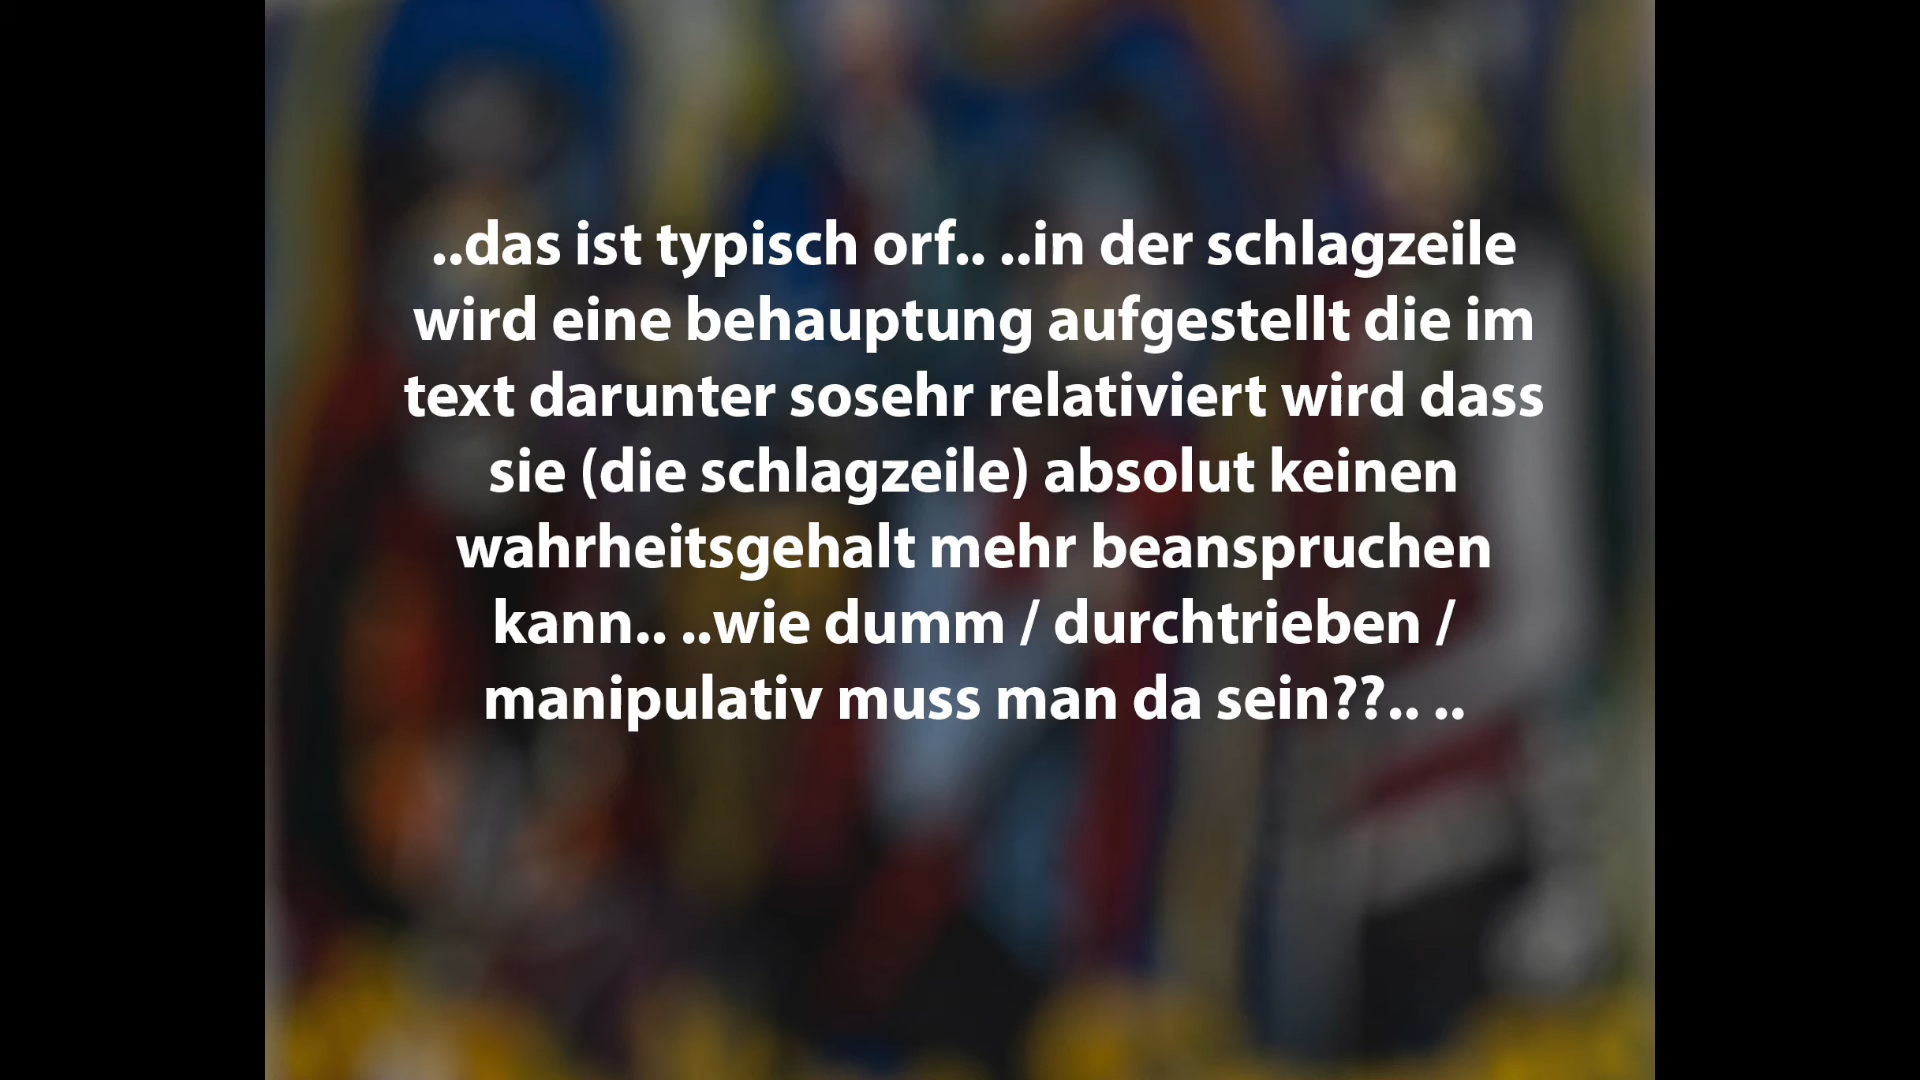 ..das ist typisch orf.. ..in der schlagzeile
wird eine behauptung aufgestellt die im
text darunter sosehr relativiert wird dass
sie (die schlagzeile) absolut keinen
wahrheitsgehalt mehr beanspruchen
kann.. ..wie dumm / durchtrieben /
manipulativ muss man da sein??.. ..